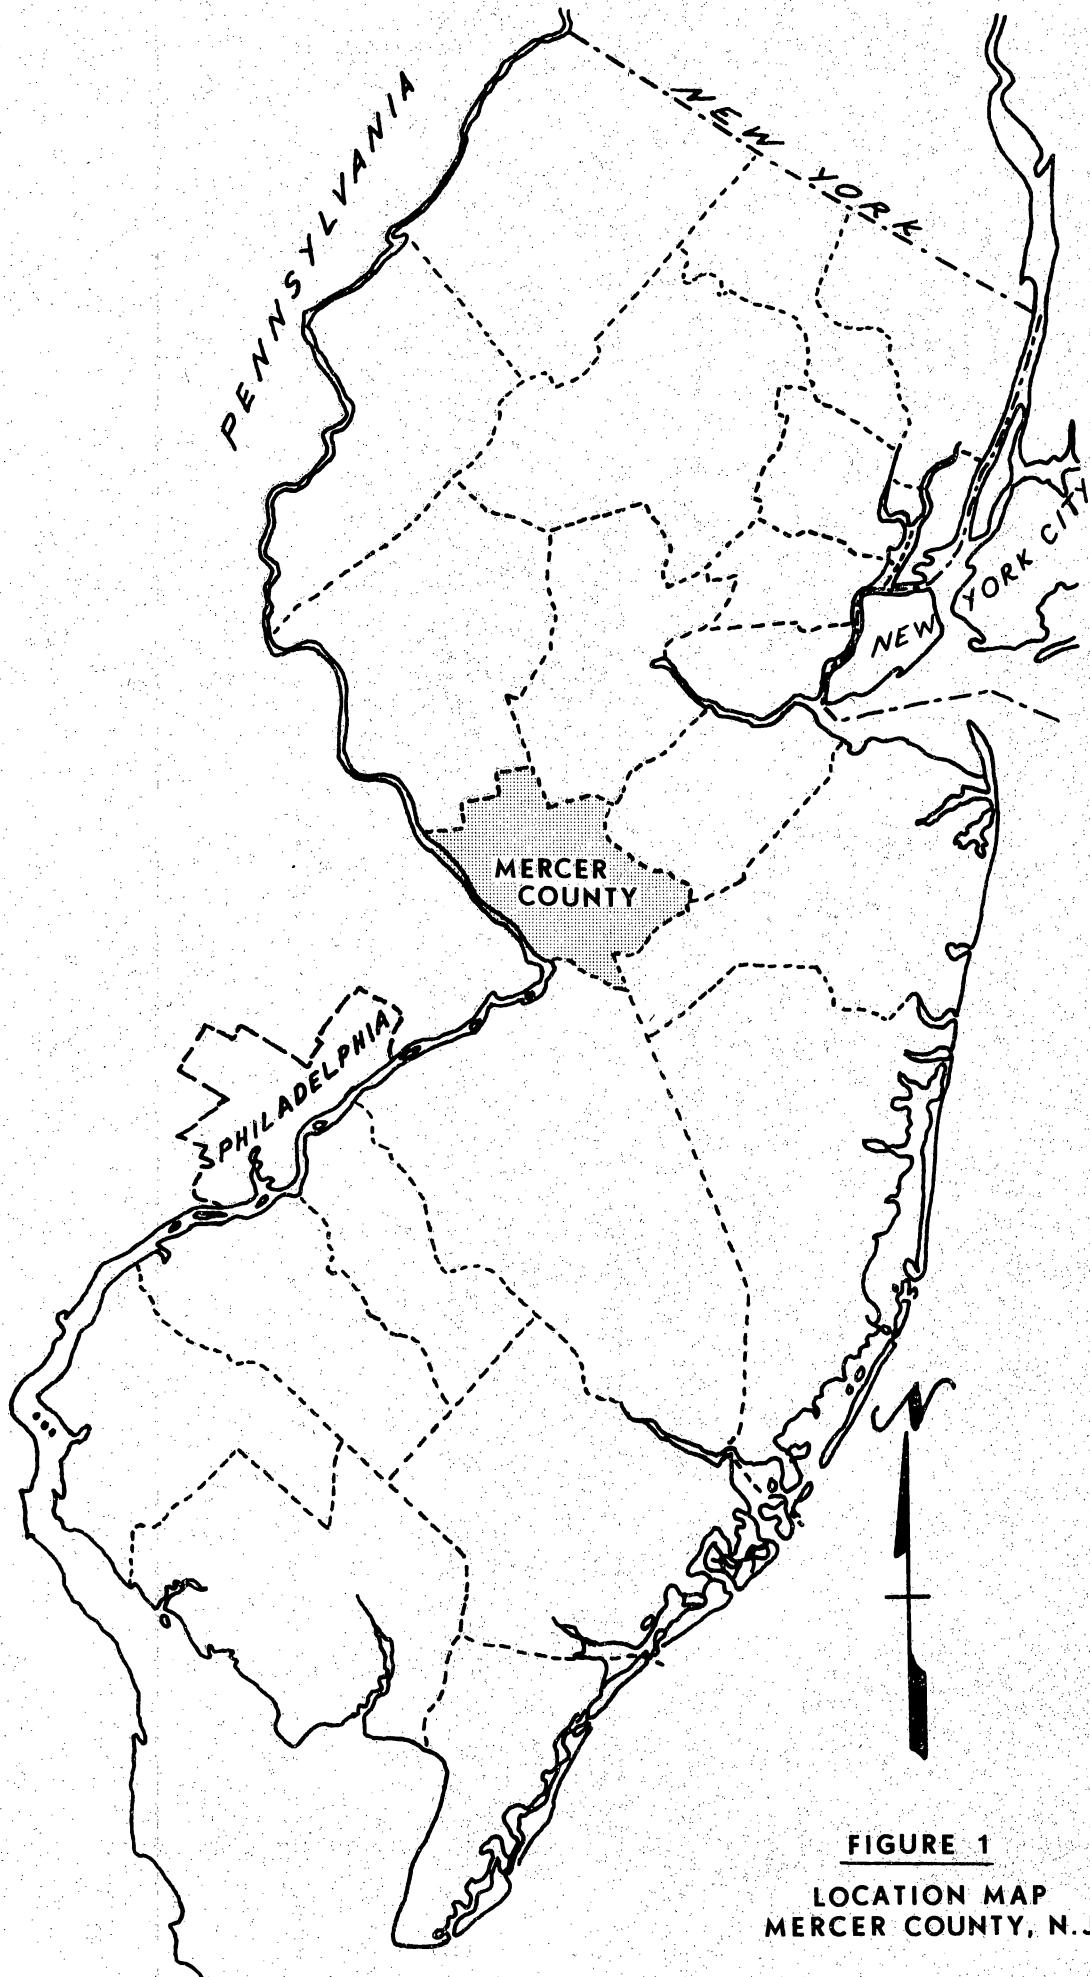 PENNSYLVANIA
NEW YORK
NEW YORK CITY
MERCER
COUNTY
PHILADELPHIA
N
FIGURE 1
LOCATION MAP
MERCER COUNTY, N.J